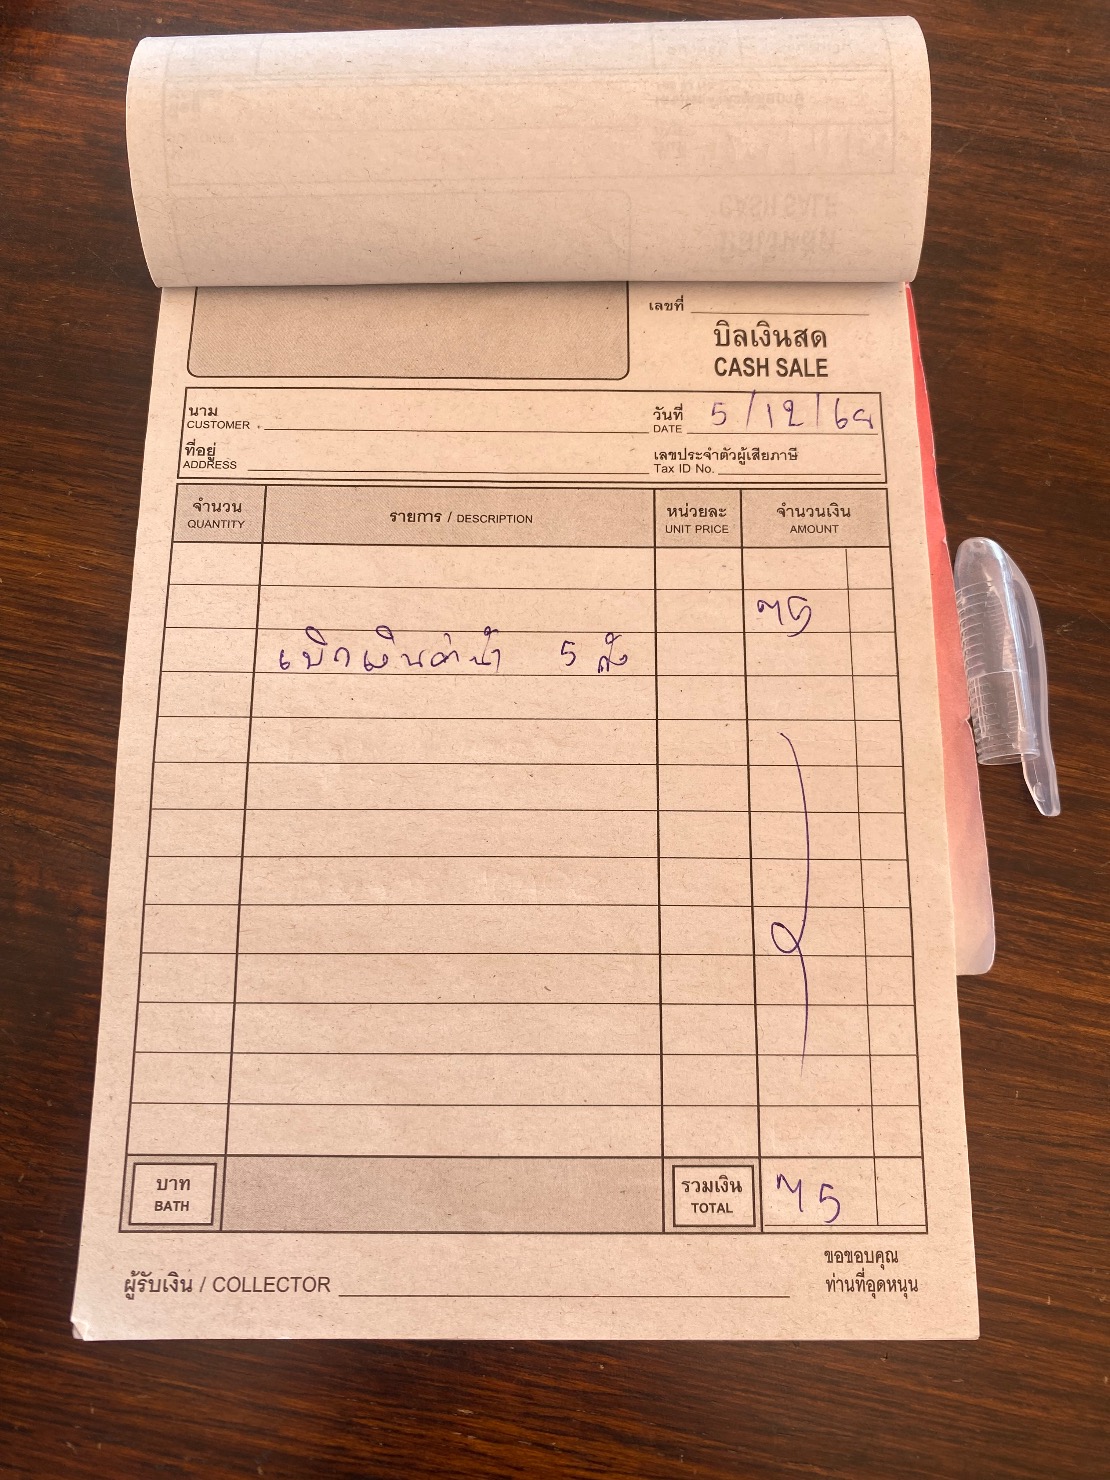 เลขที่
บิลเงินสด
CASH SALE
นาม
CUSTOMER
วันที่ 5/12/68
DATE
ที่อยู่
ADDRESS
เลขประจำตัวผู้เสียภาษี
Tax ID No.
จำนวน
QUANTITY
รายการ / DESCRIPTION
หน่วยละ
UNIT PRICE
จำนวนเงิน
AMOUNT
75
เบิกเงินค่าน้ำ 5 ถัง
บาท
BATH
รวมเงิน
TOTAL
75
ผู้รับเงิน / COLLECTOR
ขอขอบคุณ
ท่านที่อุดหนุน